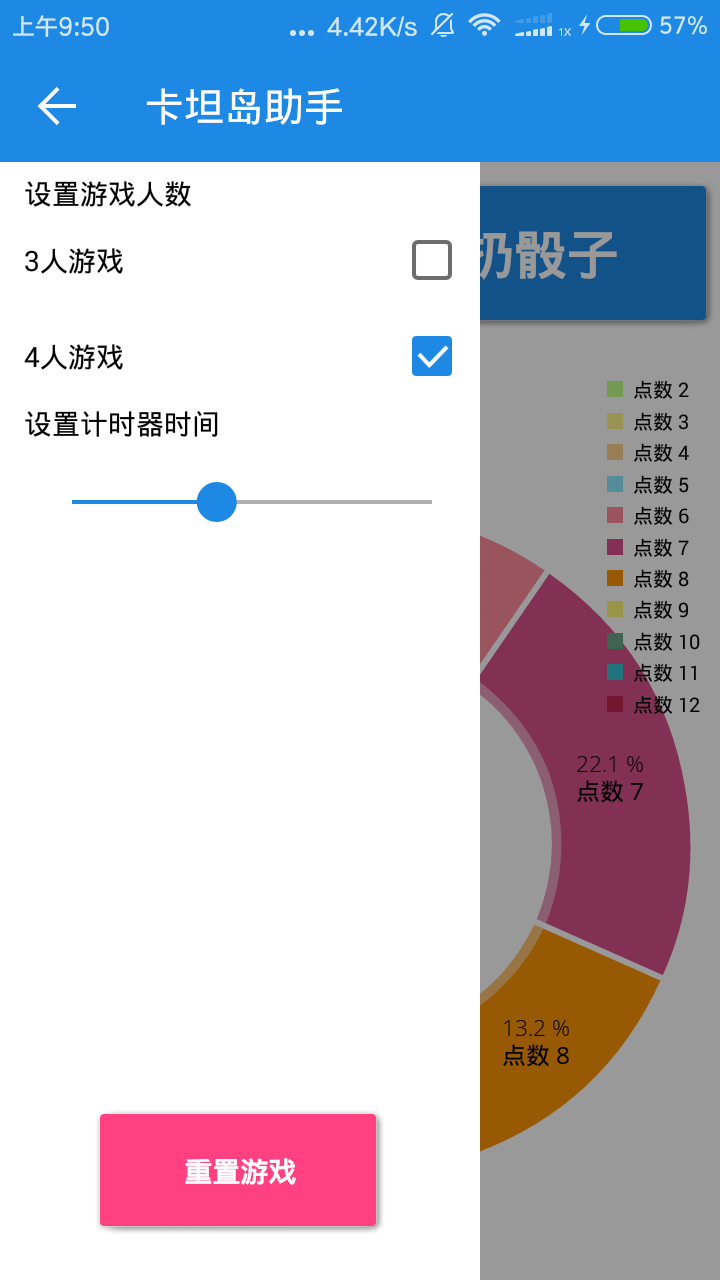 上午9:50
... 4.42K/s 1X 57%
卡坦岛助手
设置游戏人数
扔骰子
3人游戏
4人游戏
设置计时器时间
点数 2
点数 3
点数 4
点数 5
点数 6
点数 7
点数 8
点数 9
点数 10
点数 11
点数 12
22.1 %
点数 7
13.2 %
点数 8
重置游戏